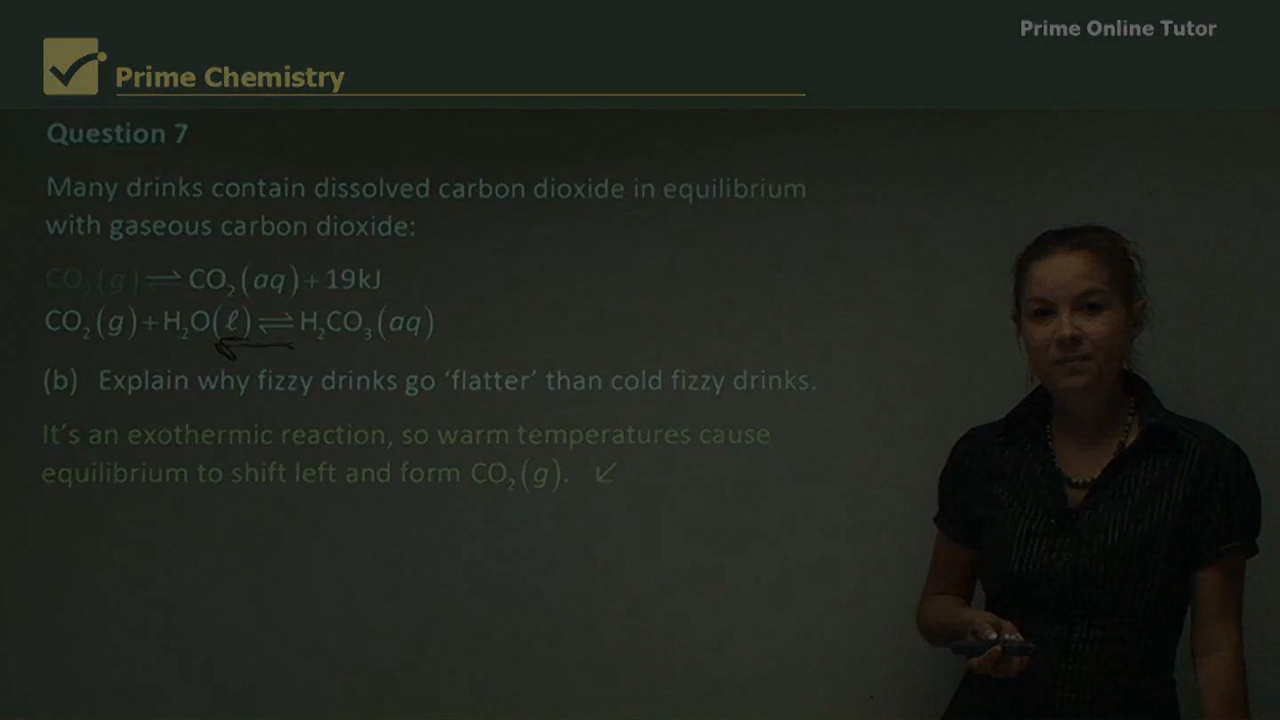 Prime Online Tutor
Prime Chemistry
Question 7
Many drinks contain dissolved carbon dioxide in equilibrium
with gaseous carbon dioxide:
CO₂(g)⇌CO₂(aq)+19kJ
CO₂(g)+H₂O(ℓ)⇌H₂CO₃(aq)
(b) Explain why fizzy drinks go ‘flatter’ than cold fizzy drinks.
It’s an exothermic reaction, so warm temperatures cause
equilibrium to shift left and form CO₂(g).